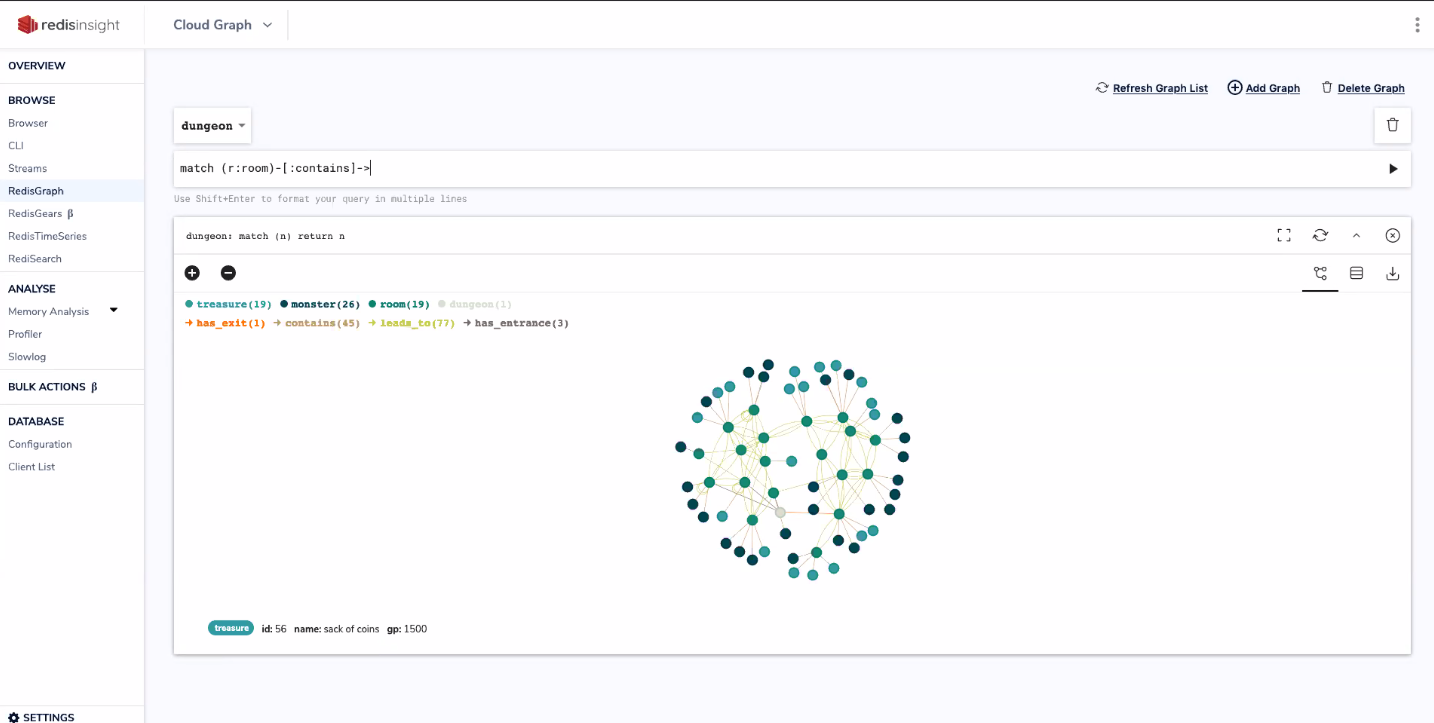 redisinsight
Cloud Graph
OVERVIEW
BROWSE
Browser
CLI
Streams
RedisGraph
RedisGears β
RedisTimeSeries
RediSearch
ANALYSE
Memory Analysis
Profiler
Slowlog
BULK ACTIONS β
DATABASE
Configuration
Client List
SETTINGS
Refresh Graph List Add Graph Delete Graph
dungeon
match (r:room)-[:contains]->
Use Shift+Enter to format your query in multiple lines
dungeon: match (n) return n
treasure(19) monster(26) room(19) dungeon(1)
has_exit(1) contains(45) leads_to(77) has_entrance(3)
treasure id: 56 name: sack of coins gp: 1500